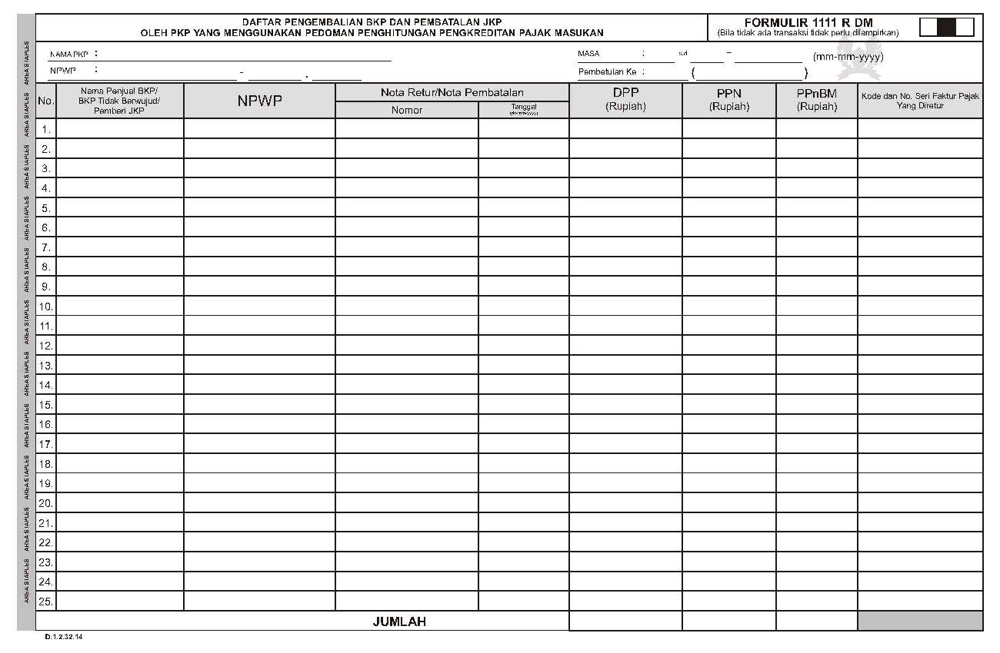 DAFTAR PENGEMBALIAN BKP DAN PEMBATALAN JKP
OLEH PKP YANG MENGGUNAKAN PEDOMAN PENGHITUNGAN PENGKREDITAN PAJAK MASUKAN
FORMULIR 1111 R DM
(Bila tidak ada transaksi tidak perlu dilampirkan)
NAMA PKP :
MASA : s.d – (mm-mm-yyyy)
NPWP : - .
Pembetulan Ke : ( )
No.
Nama Penjual BKP/
BKP Tidak Berwujud/
Pemberi JKP
NPWP
Nota Retur/Nota Pembatalan
Nomor
Tanggal
(dd-mm-yyyy)
DPP
(Rupiah)
PPN
(Rupiah)
PPnBM
(Rupiah)
Kode dan No. Seri Faktur Pajak
Yang Diretur
1.
2.
3.
4.
5.
6.
7.
8.
9.
10.
11.
12.
13.
14.
15.
16.
17.
18.
19.
20.
21.
22.
23.
24.
25.
JUMLAH
D.1.2.32.14
AREA STAPLES
AREA STAPLES
AREA STAPLES
AREA STAPLES
AREA STAPLES
AREA STAPLES
AREA STAPLES
AREA STAPLES
AREA STAPLES
AREA STAPLES
AREA STAPLES